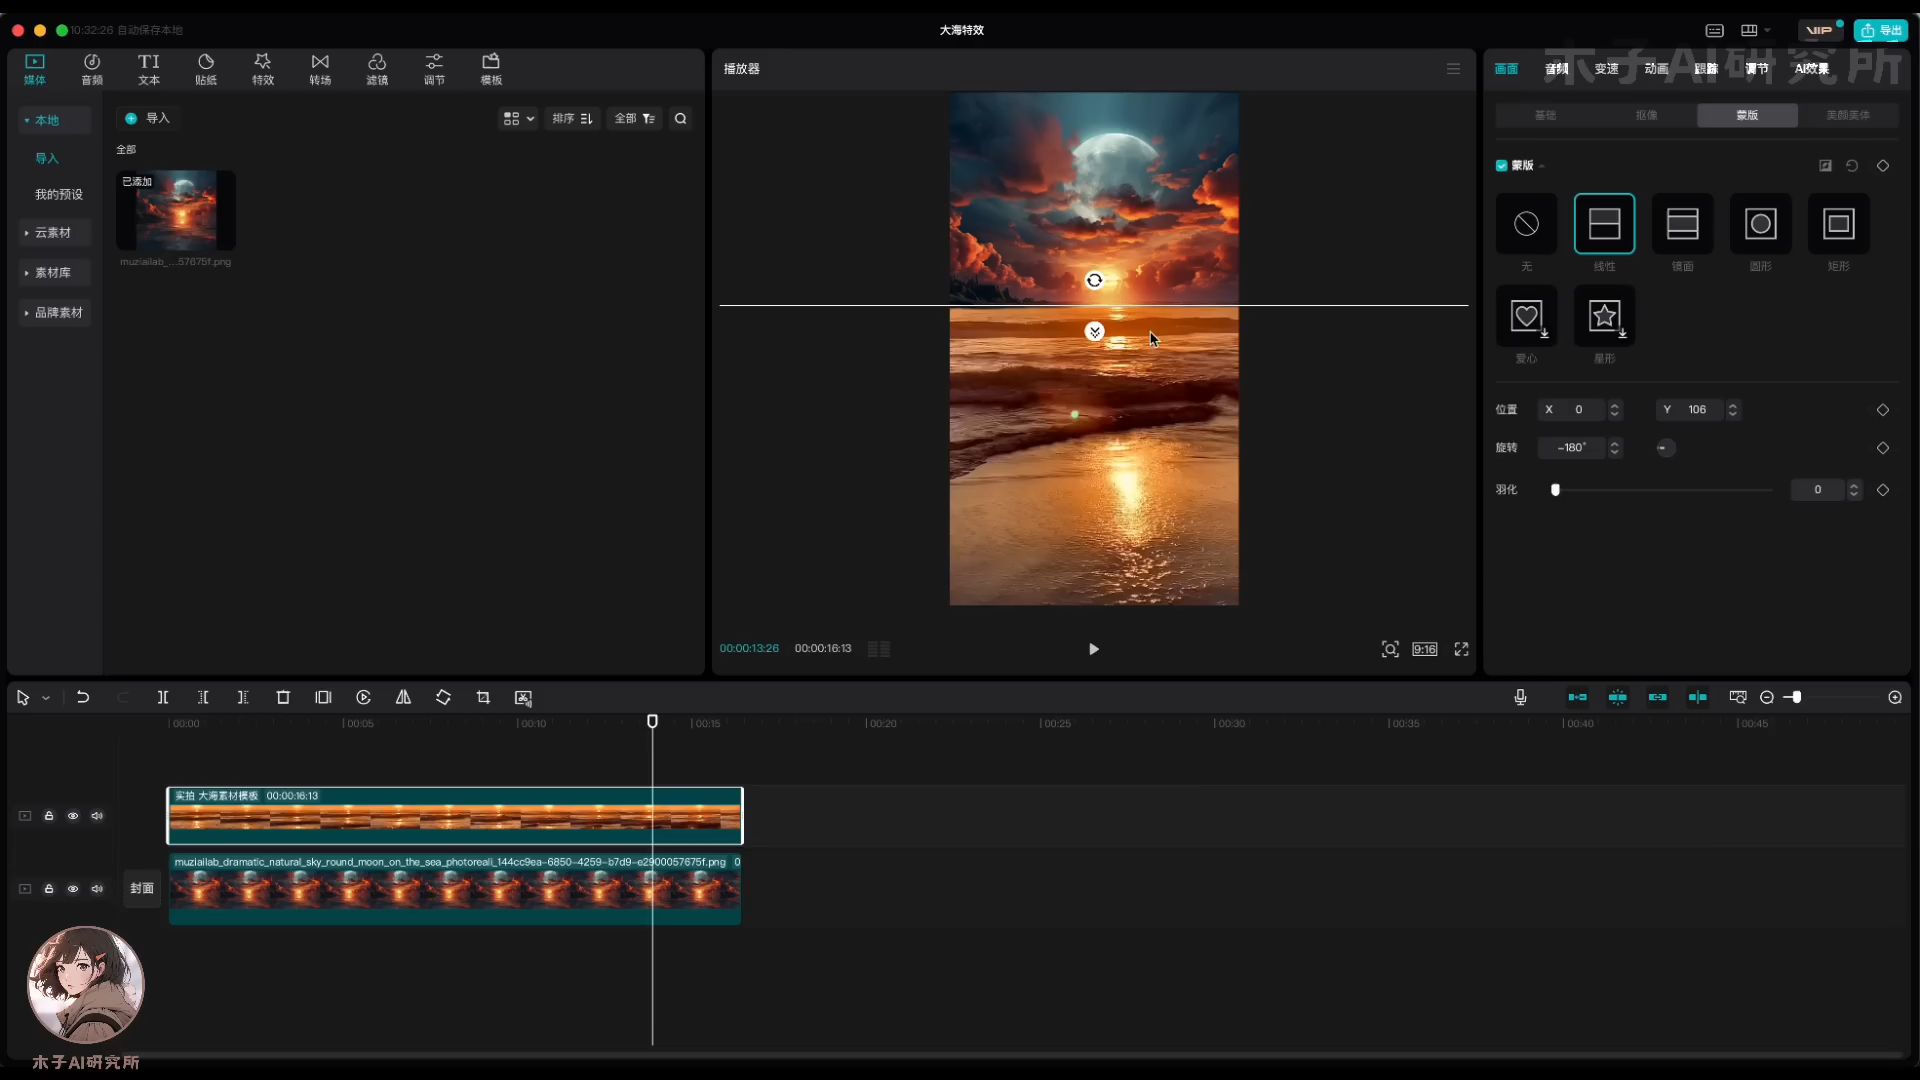 10:32:26 自动保存本地
大海特效
VIP
导出
木子AI研究所
媒体
音频
TI
文本
贴纸
特效
转场
滤镜
调节
模板
本地
导入
我的预设
云素材
素材库
品牌素材
导入
排序
全部
全部
已添加
muziailab_...57675f.png
播放器
00:00:13:26
00:00:16:13
9:16
画面
音频
变速
动画
跟踪
调节
AI效果
基础
抠像
蒙版
美颜美体
蒙版
无
线性
镜面
圆形
矩形
爱心
星形
位置
X 0
Y 106
旋转
-180°
羽化
0
00:00
00:05
00:10
00:15
00:20
00:25
00:30
00:35
00:40
00:45
实拍 大海素材模板 00:00:16:13
muziailab_dramatic_natural_sky_round_moon_on_the_sea_photoreali_144cc9ea-6850-4259-b7d9-e2900057675f.png 0
封面
木子AI研究所